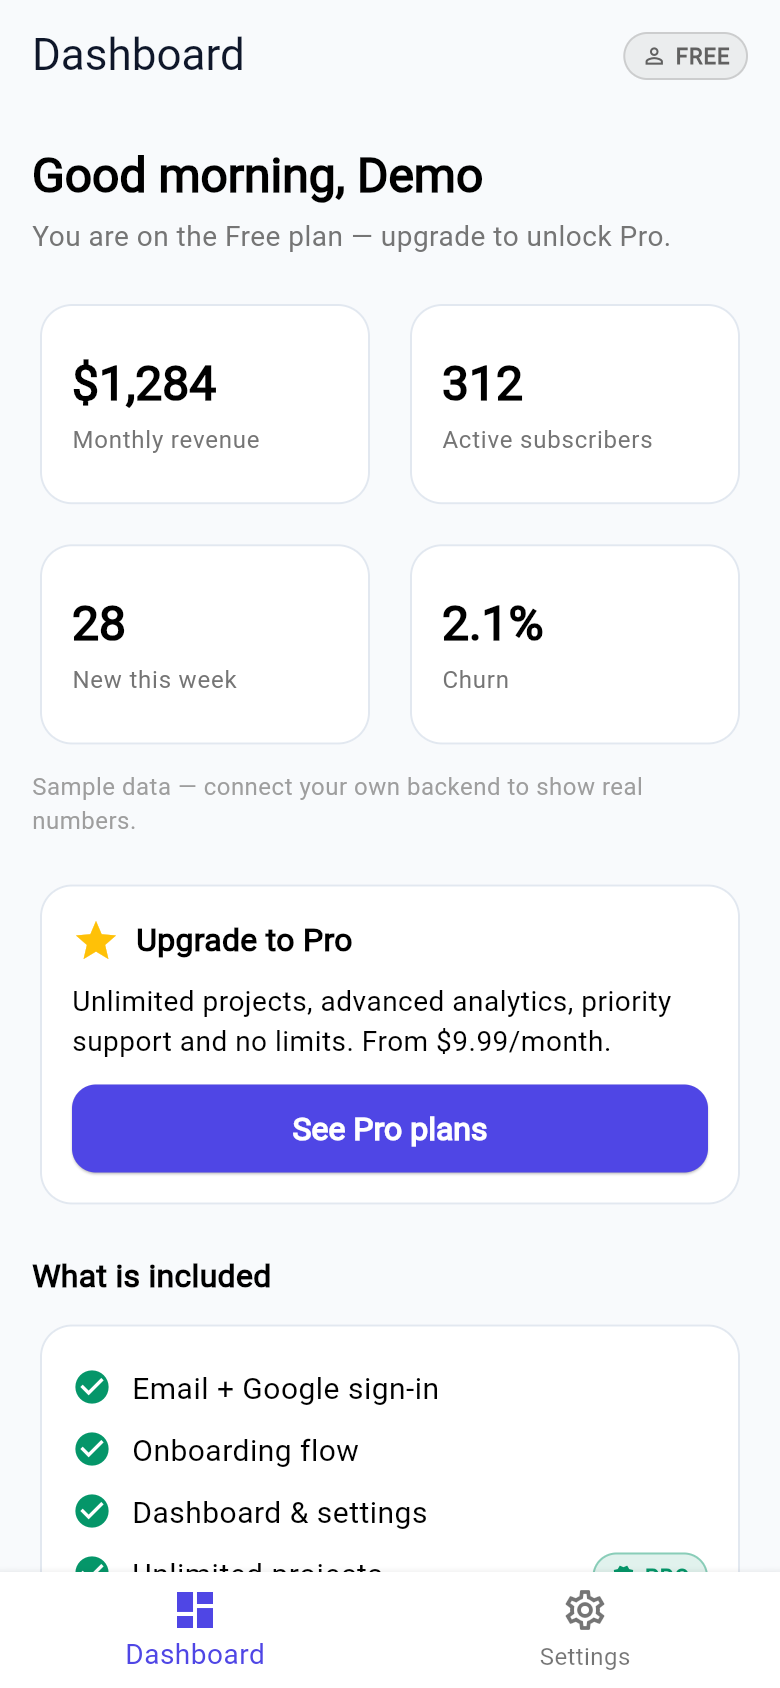 Dashboard
FREE
Good morning, Demo
You are on the Free plan — upgrade to unlock Pro.
$1,284
Monthly revenue
312
Active subscribers
28
New this week
2.1%
Churn
Sample data — connect your own backend to show real
numbers.
Upgrade to Pro
Unlimited projects, advanced analytics, priority
support and no limits. From $9.99/month.
See Pro plans
What is included
Email + Google sign-in
Onboarding flow
Dashboard & settings
Unlimited projects
PRO
Dashboard
Settings